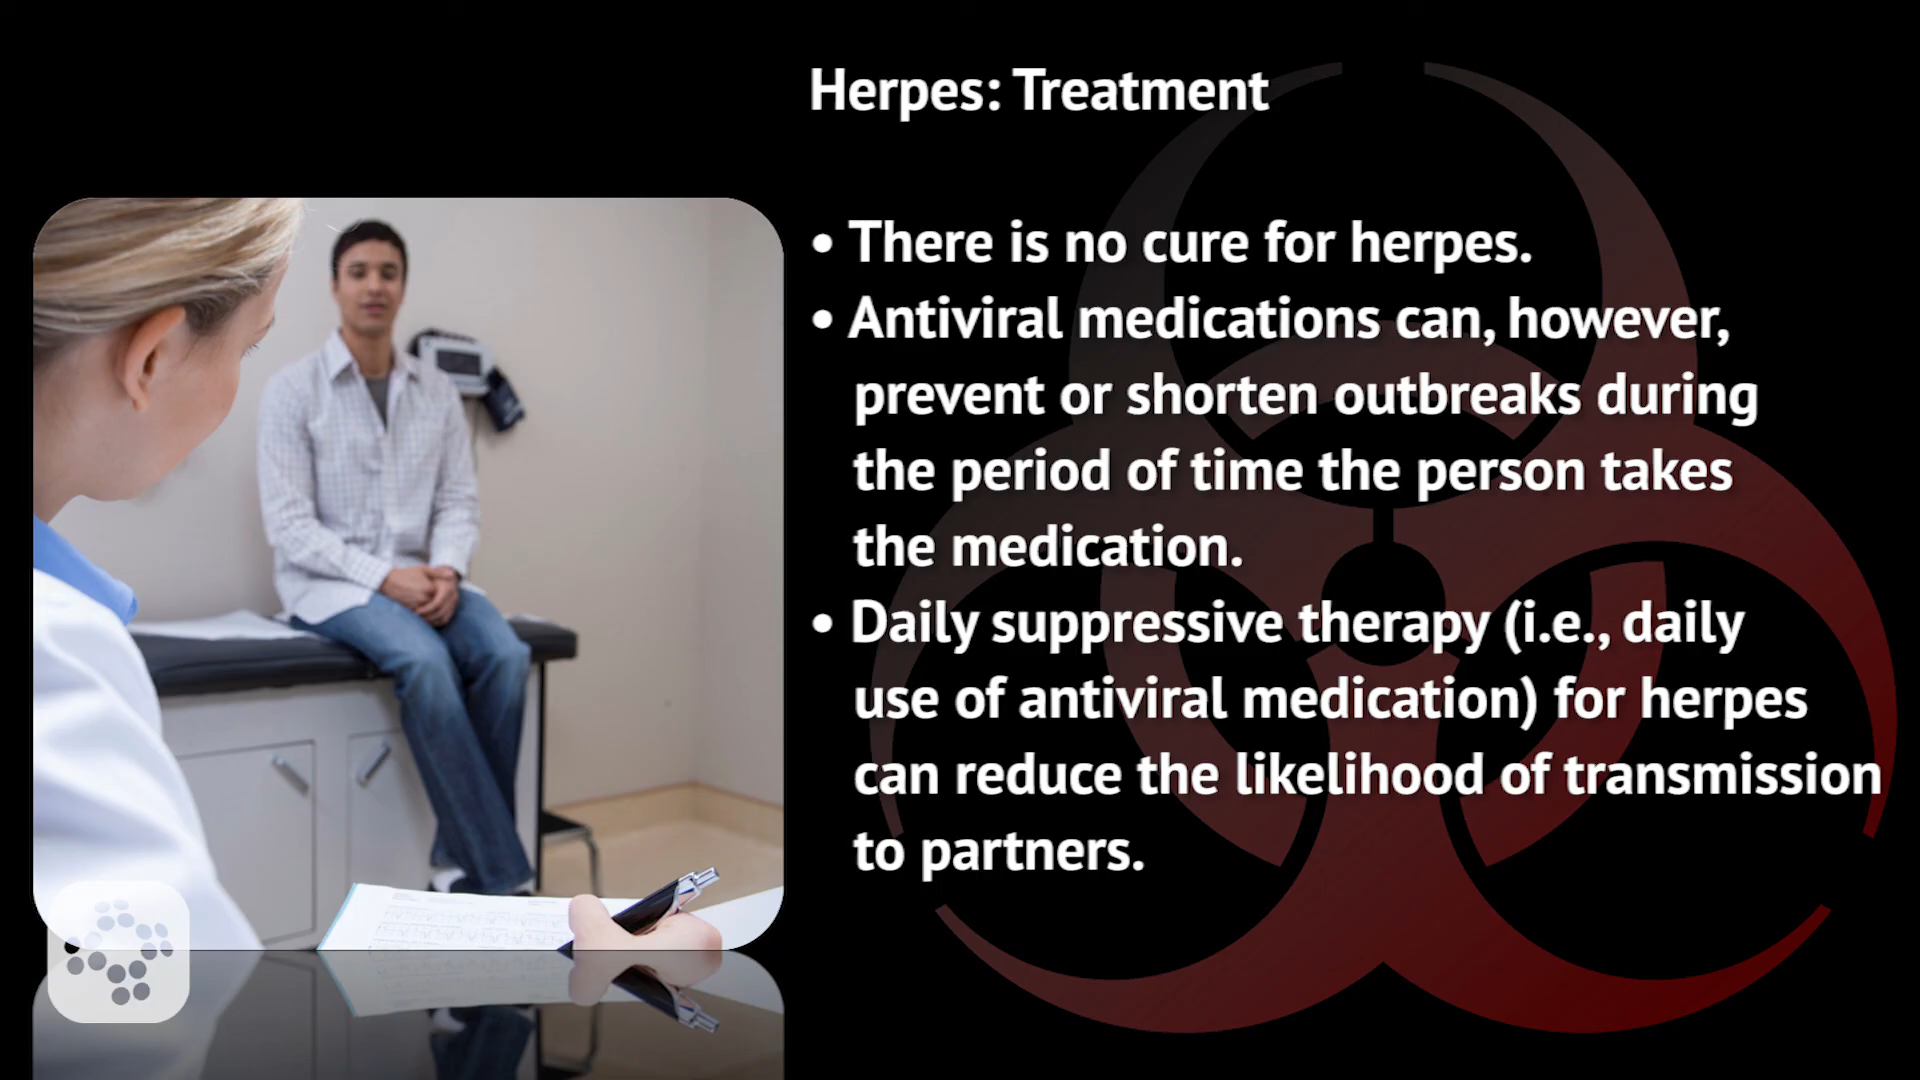 Herpes: Treatment
• There is no cure for herpes.
• Antiviral medications can, however,
prevent or shorten outbreaks during
the period of time the person takes
the medication.
• Daily suppressive therapy (i.e., daily
use of antiviral medication) for herpes
can reduce the likelihood of transmission
to partners.